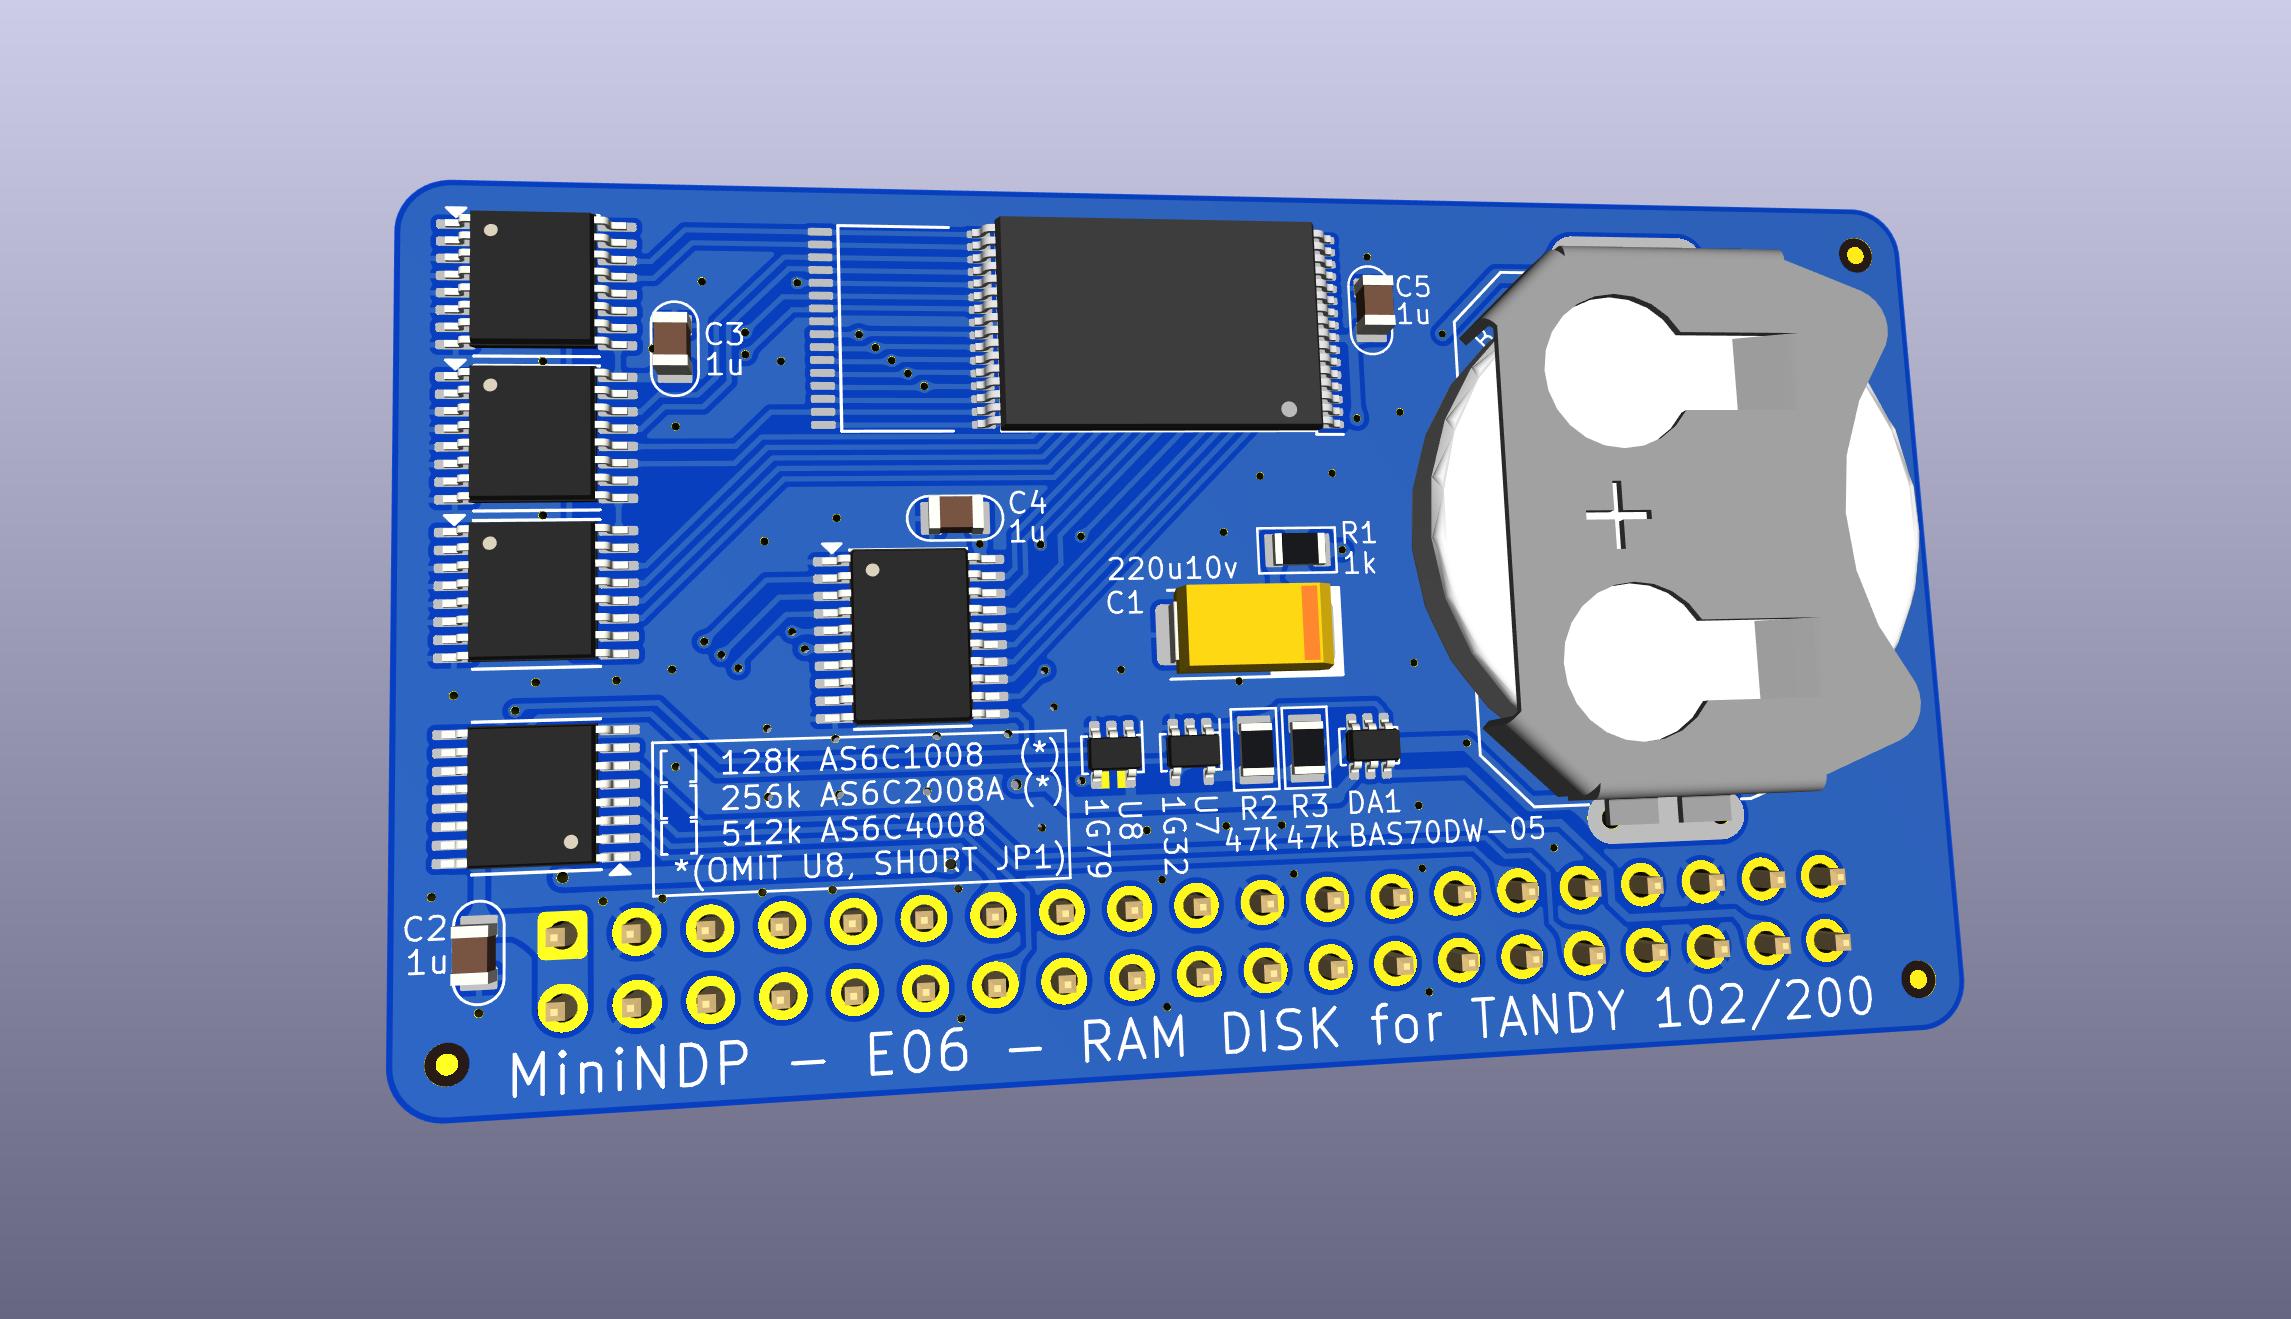 C3
1u
C5
1u
C4
1u
R1
1k
220u10v
C1
+
[ ] 128k AS6C1008 (*)
[ ] 256k AS6C2008A (*)
[ ] 512k AS6C4008
*(OMIT U8, SHORT JP1)
U8
1G79
U7
1G32
R2
47k
R3
47k
DA1
BAS70DW-05
C2
1u
MiniNDP - E06 - RAM DISK for TANDY 102/200